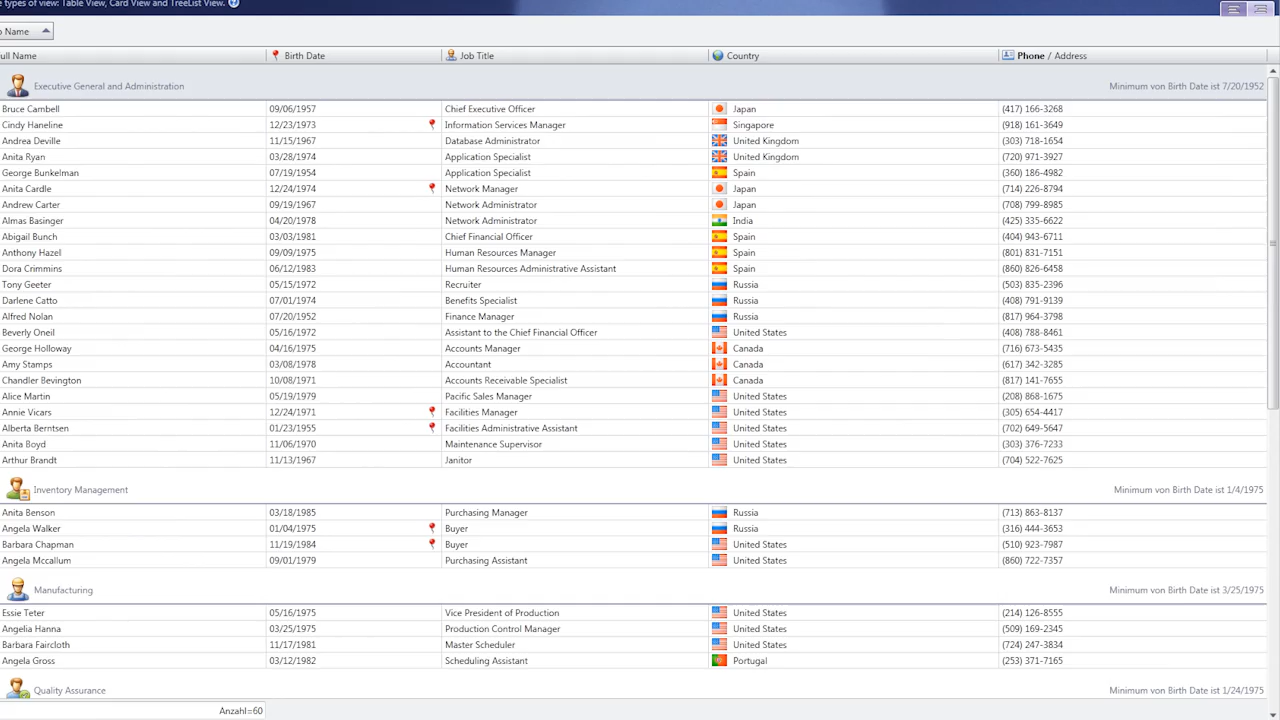 e types of view: Table View, Card View and TreeList View.
p Name
ull Name Birth Date Job Title Country Phone / Address
Executive General and Administration Minimum von Birth Date ist 7/20/1952
Bruce Cambell 09/06/1957 Chief Executive Officer Japan (417) 166-3268
Cindy Haneline 12/23/1973 Information Services Manager Singapore (918) 161-3649
Andrea Deville 11/15/1967 Database Administrator United Kingdom (303) 718-1654
Anita Ryan 03/28/1974 Application Specialist United Kingdom (720) 971-3927
George Bunkelman 07/19/1954 Application Specialist Spain (360) 186-4982
Anita Cardle 12/24/1974 Network Manager Japan (714) 226-8794
Andrew Carter 09/19/1967 Network Administrator Japan (708) 799-8985
Almas Basinger 04/20/1978 Network Administrator India (425) 335-6622
Abigail Bunch 03/03/1981 Chief Financial Officer Spain (404) 943-6711
Anthony Hazel 09/09/1975 Human Resources Manager Spain (801) 831-7151
Dora Crimmins 06/12/1983 Human Resources Administrative Assistant Spain (860) 826-6458
Tony Geeter 05/15/1972 Recruiter Russia (503) 835-2396
Darlene Catto 07/01/1974 Benefits Specialist Russia (408) 791-9139
Alfred Nolan 07/20/1952 Finance Manager Russia (817) 964-3798
Beverly Oneil 05/16/1972 Assistant to the Chief Financial Officer United States (408) 788-8461
George Holloway 04/16/1975 Accounts Manager Canada (716) 673-5435
Amy Stamps 03/08/1978 Accountant Canada (617) 342-3285
Chandler Bevington 10/08/1971 Accounts Receivable Specialist Canada (817) 141-7655
Alice Martin 05/19/1979 Pacific Sales Manager United States (208) 868-1675
Annie Vicars 12/24/1971 Facilities Manager United States (305) 654-4417
Alberta Berntsen 01/23/1955 Facilities Administrative Assistant United States (702) 649-5647
Anita Boyd 11/06/1970 Maintenance Supervisor United States (303) 376-7233
Arthur Brandt 11/13/1967 Janitor United States (704) 522-7625
Inventory Management Minimum von Birth Date ist 1/4/1975
Anita Benson 03/18/1985 Purchasing Manager Russia (713) 863-8137
Angela Walker 01/04/1975 Buyer Russia (316) 444-3653
Barbara Chapman 11/19/1984 Buyer United States (510) 923-7987
Angela Mccallum 09/01/1979 Purchasing Assistant United States (860) 722-7357
Manufacturing Minimum von Birth Date ist 3/25/1975
Essie Teter 05/16/1975 Vice President of Production United States (214) 126-8555
Angelia Hanna 03/25/1975 Production Control Manager United States (509) 169-2345
Barbara Faircloth 11/17/1981 Master Scheduler United States (724) 247-3834
Angela Gross 03/12/1982 Scheduling Assistant Portugal (253) 371-7165
Quality Assurance Minimum von Birth Date ist 1/24/1975
Anzahl=60